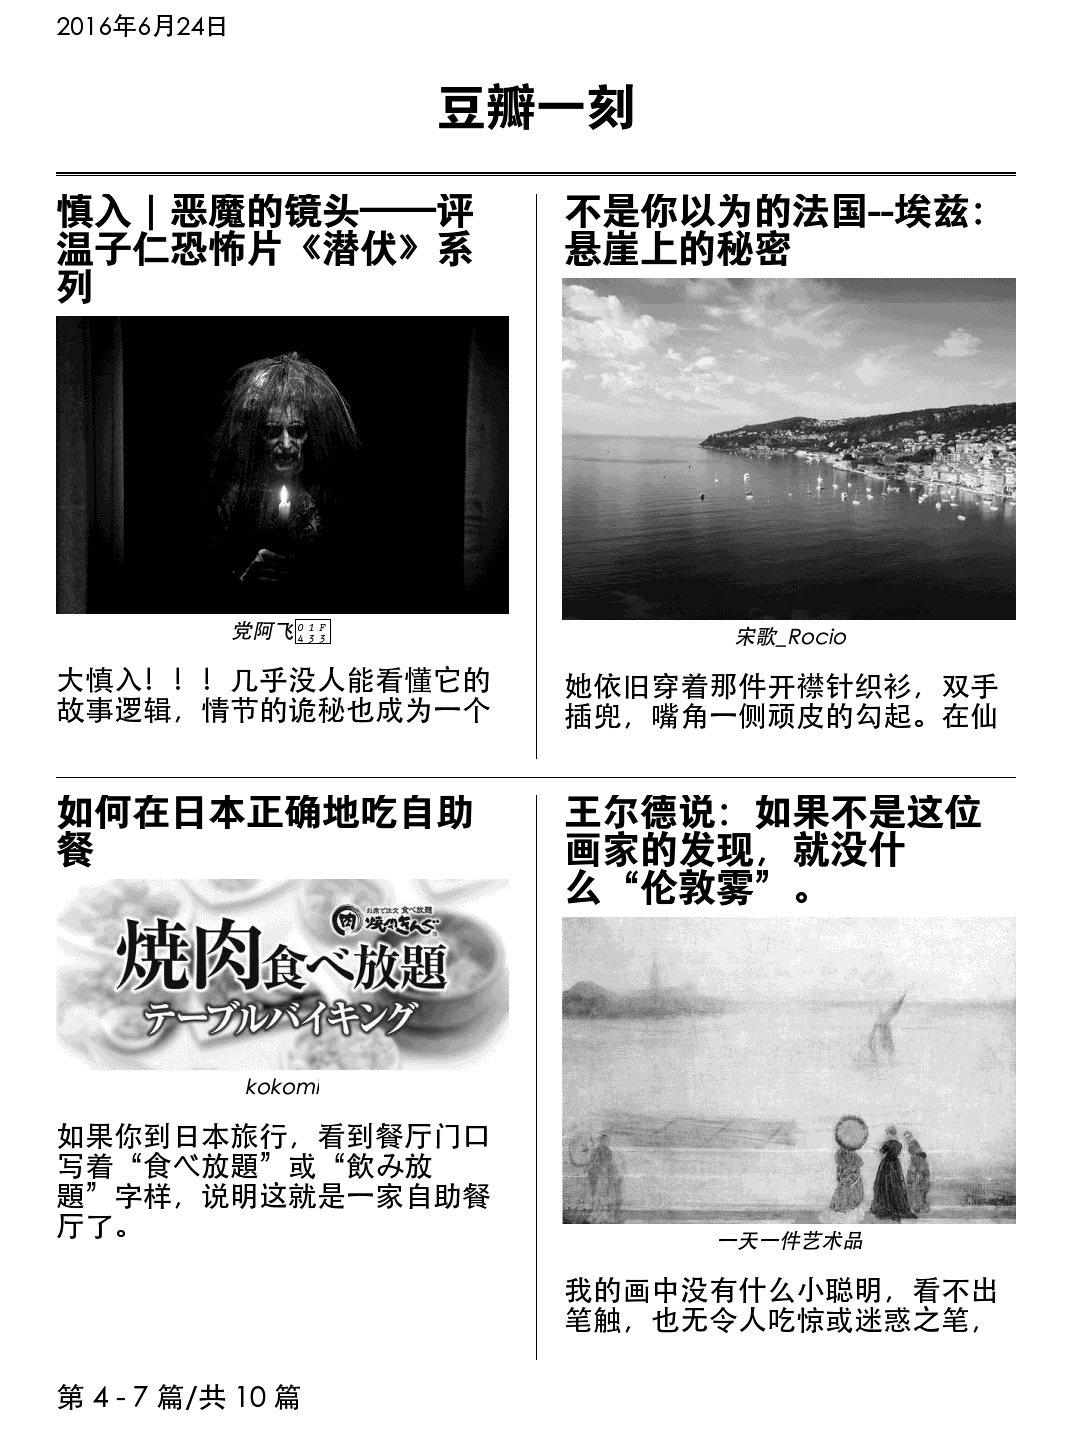 2016年6月24日
豆瓣一刻
慎入 | 恶魔的镜头——评
温子仁恐怖片《潜伏》系
列
党阿飞
大慎入！！！几乎没人能看懂它的
故事逻辑，情节的诡秘也成为一个
不是你以为的法国--埃兹：
悬崖上的秘密
宋歌_Rocio
她依旧穿着那件开襟针织衫，双手
插兜，嘴角一侧顽皮的勾起。在仙
如何在日本正确地吃自助
餐
お席で注文 食べ放題
肉 焼肉きんぐ
焼肉食べ放題
テーブルバイキング
kokomi
如果你到日本旅行，看到餐厅门口
写着“食べ放題”或“飲み放
題”字样，说明这就是一家自助餐
厅了。
王尔德说：如果不是这位
画家的发现，就没什
么“伦敦雾”。
一天一件艺术品
我的画中没有什么小聪明，看不出
笔触，也无令人吃惊或迷惑之笔，
第 4 - 7 篇/共 10 篇